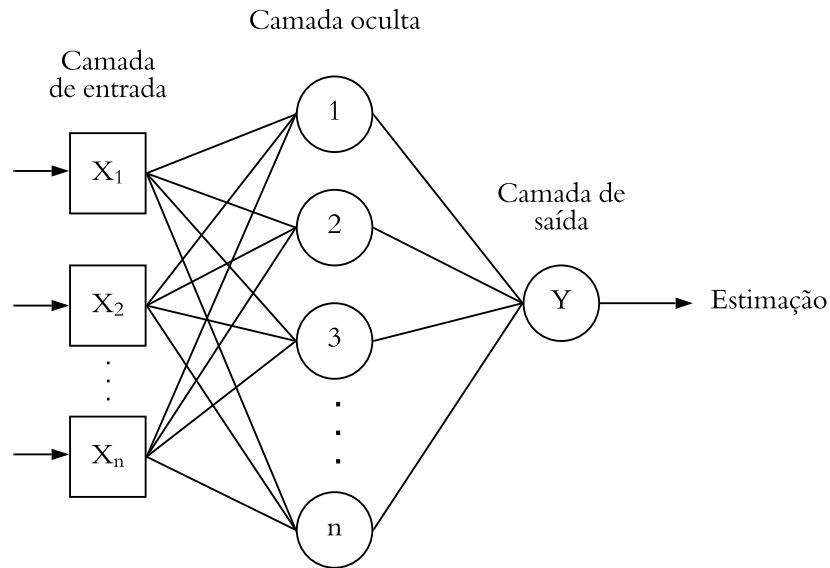 Camada oculta
Camada
de entrada
1
X₁
2
Camada de
saída
X₂
Y
Estimação
3
Xₙ
n